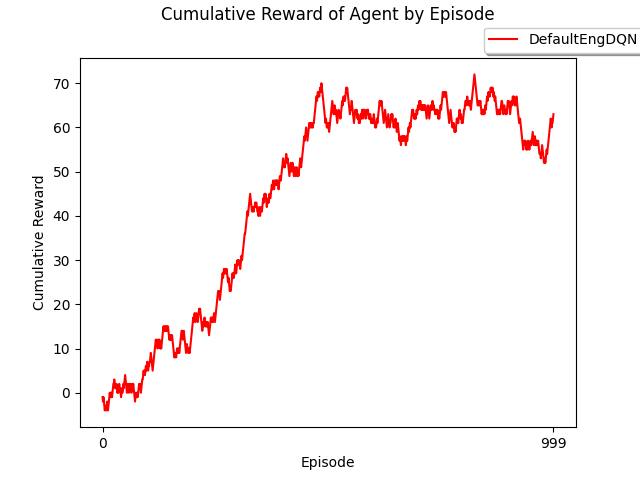 Cumulative Reward of Agent by Episode
DefaultEngDQN
Cumulative Reward
70
60
50
40
30
20
10
0
0 999
Episode